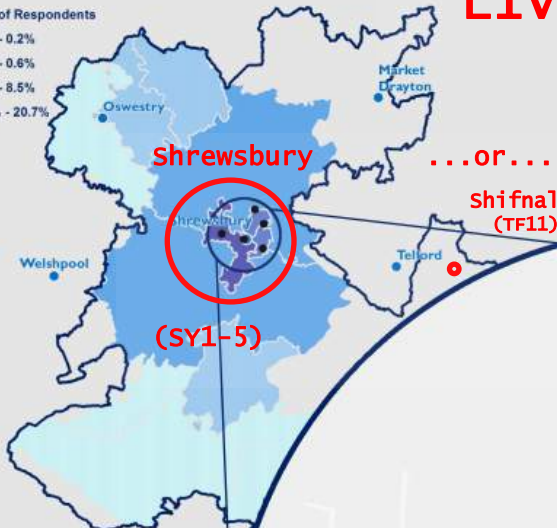 of Respondents
- 0.2%
- 0.6%
- 8.5%
- 20.7%
LIV
Market
Drayton
Oswestry
Shrewsbury
...or...
Shifnal
(TF11)
Shrewsbury
Welshpool
Telford
(SY1-5)